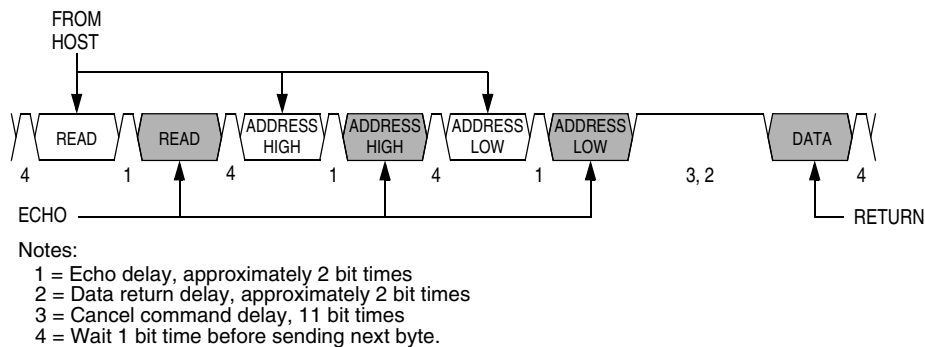 FROM
HOST
READ
READ
ADDRESS
HIGH
ADDRESS
HIGH
ADDRESS
LOW
ADDRESS
LOW
DATA
4
1
4
1
4
1
3, 2
4
ECHO
RETURN
Notes:
1 = Echo delay, approximately 2 bit times
2 = Data return delay, approximately 2 bit times
3 = Cancel command delay, 11 bit times
4 = Wait 1 bit time before sending next byte.